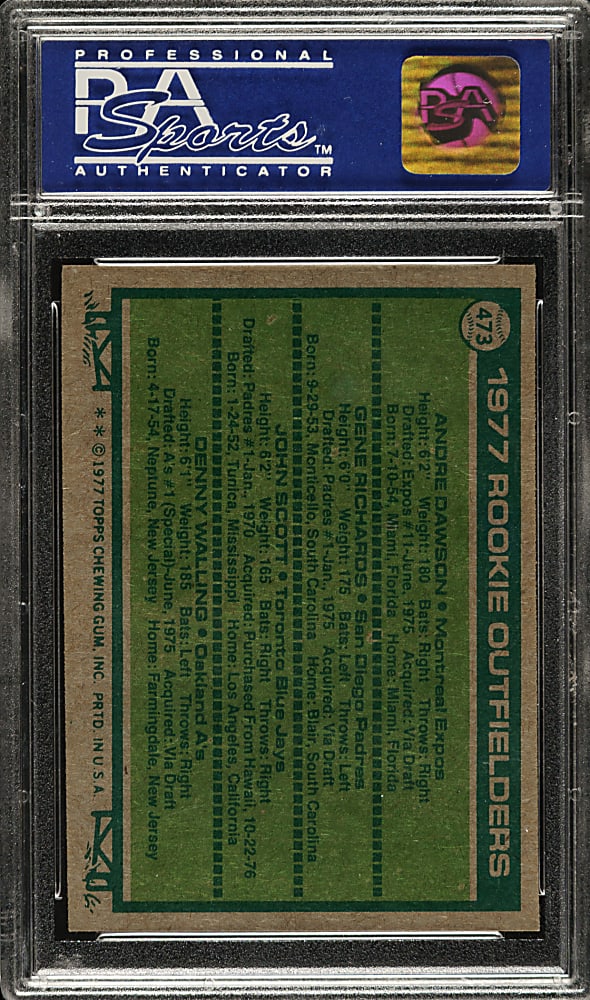 PROFESSIONAL
PSA
Sports™
AUTHENTICATOR
PSA
473
1977 ROOKIE OUTFIELDERS
ANDRE DAWSON • Montreal Expos
Height: 6'2" Weight: 180 Bats: Right Throws: Right
Drafted: Expos #11-June, 1975 Acquired: Via Draft
Born: 7-10-54, Miami, Florida Home: Miami, Florida
GENE RICHARDS • San Diego Padres
Height: 6'0" Weight: 175 Bats: Left Throws: Left
Drafted: Padres #1-Jan., 1975 Acquired: Via Draft
Born: 9-29-53, Monticello, South Carolina Home: Blair, South Carolina
JOHN SCOTT • Toronto Blue Jays
Height: 6'2" Weight: 165 Bats: Right Throws: Right
Drafted: Padres #1-Jan., 1970 Acquired: Purchased From Hawaii, 10-22-76
Born: 1-24-52, Tunica, Mississippi Home: Los Angeles, California
DENNY WALLING • Oakland A's
Height: 6'1" Weight: 185 Bats: Left Throws: Right
Drafted: A's #1 (Special)-June, 1975 Acquired: Via Draft
Born: 4-17-54, Neptune, New Jersey Home: Farmingdale, New Jersey
* * © 1977 TOPPS CHEWING GUM, INC. PRTD. IN U.S.A.